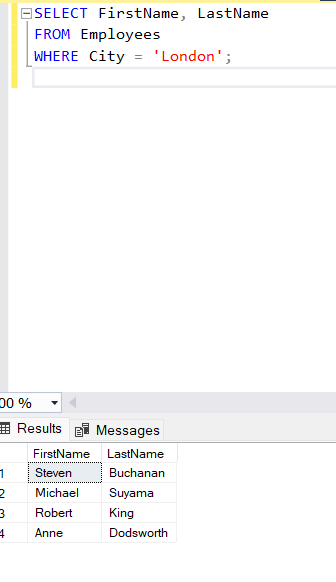 SELECT FirstName, LastName
FROM Employees
WHERE City = 'London';
00 %
Results Messages
FirstName LastName
1 Steven Buchanan
2 Michael Suyama
3 Robert King
4 Anne Dodsworth